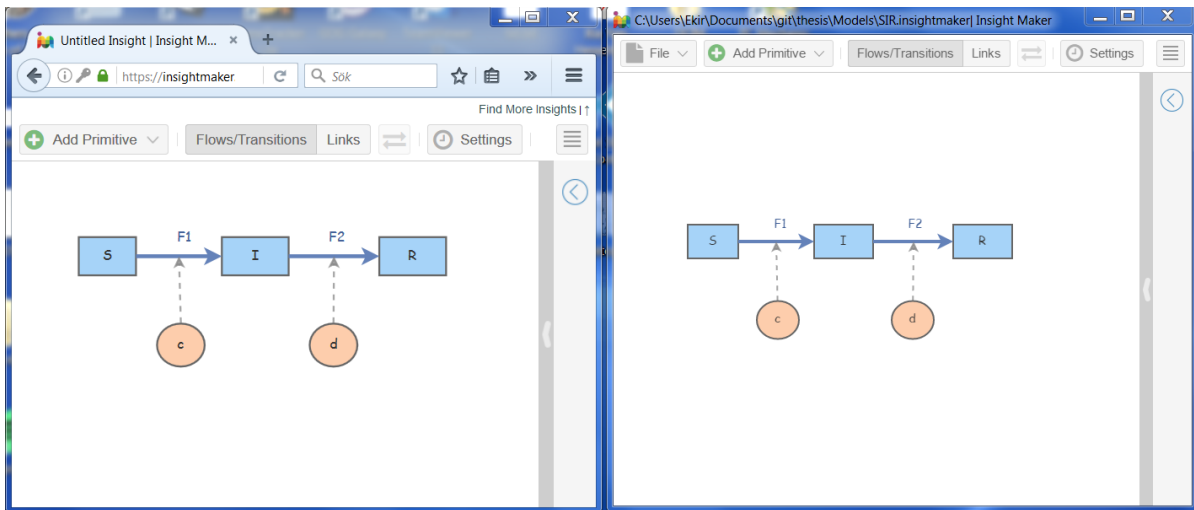 Untitled Insight | Insight M... × +
https://insightmaker Sök »
Find More Insights | ↑
Add Primitive Flows/Transitions Links Settings
F1 F2
S I R
c d
C:\Users\Ekir\Documents\git\thesis\Models\SIR.insightmaker| Insight Maker
File Add Primitive Flows/Transitions Links Settings
F1 F2
S I R
c d